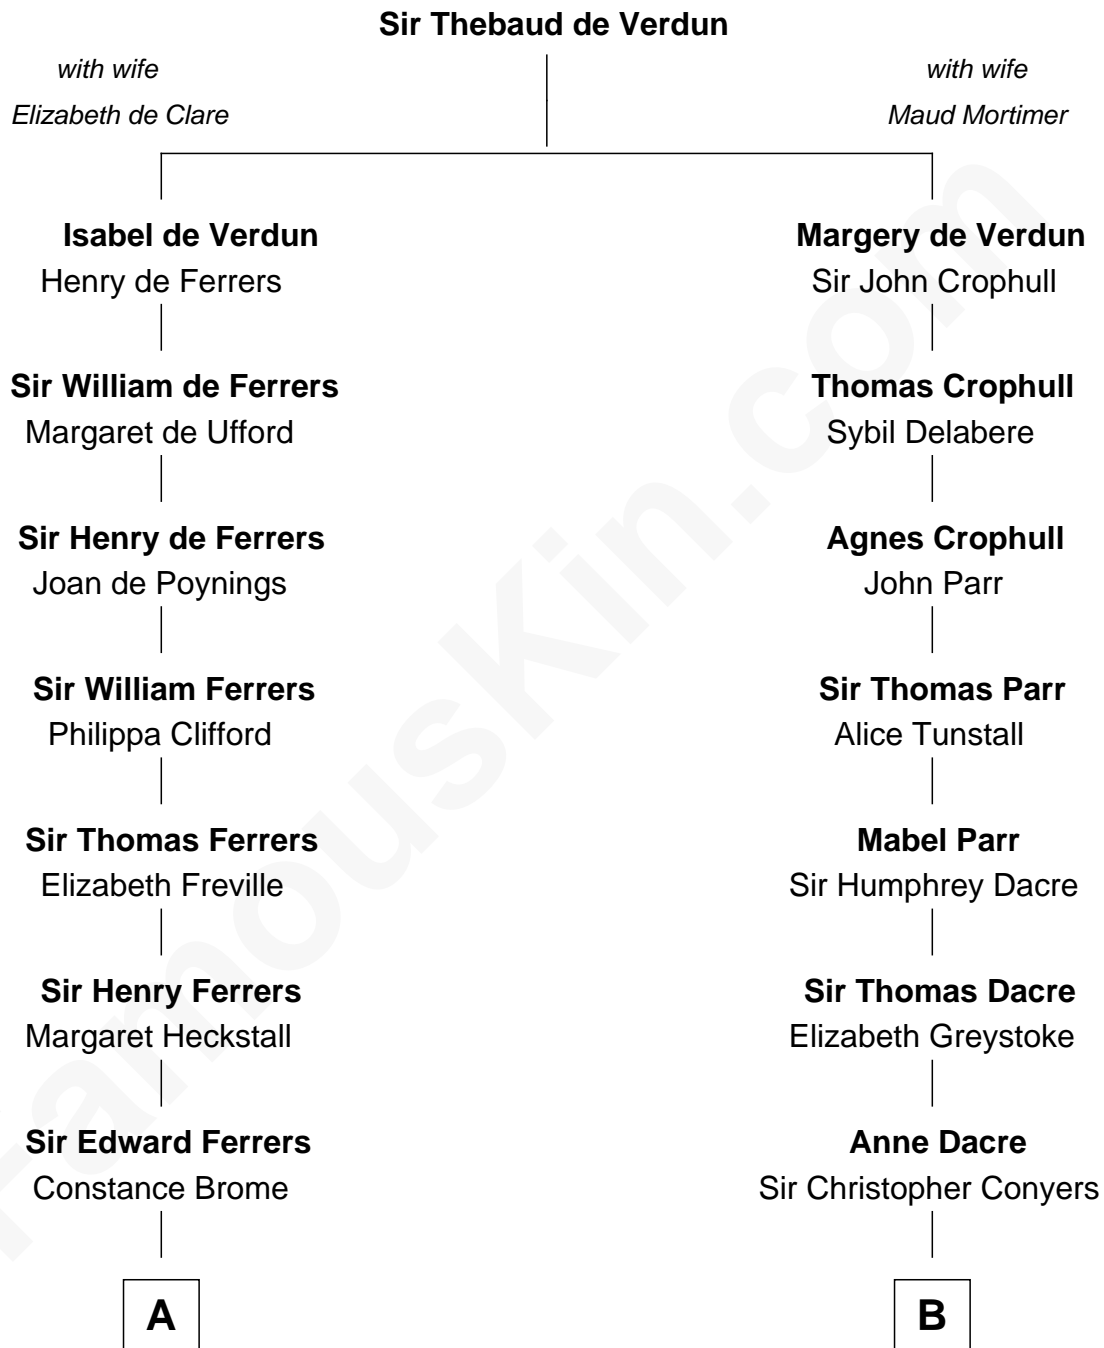 Sir Thebaud de Verdun
with wife
Elizabeth de Clare
with wife
Maud Mortimer
Isabel de Verdun
Henry de Ferrers
Margery de Verdun
Sir John Crophull
Sir William de Ferrers
Margaret de Ufford
Thomas Crophull
Sybil Delabere
Sir Henry de Ferrers
Joan de Poynings
Agnes Crophull
John Parr
Sir William Ferrers
Philippa Clifford
Sir Thomas Parr
Alice Tunstall
Sir Thomas Ferrers
Elizabeth Freville
Mabel Parr
Sir Humphrey Dacre
Sir Henry Ferrers
Margaret Heckstall
Sir Thomas Dacre
Elizabeth Greystoke
Sir Edward Ferrers
Constance Brome
Anne Dacre
Sir Christopher Conyers
A
B
FamousKin.com